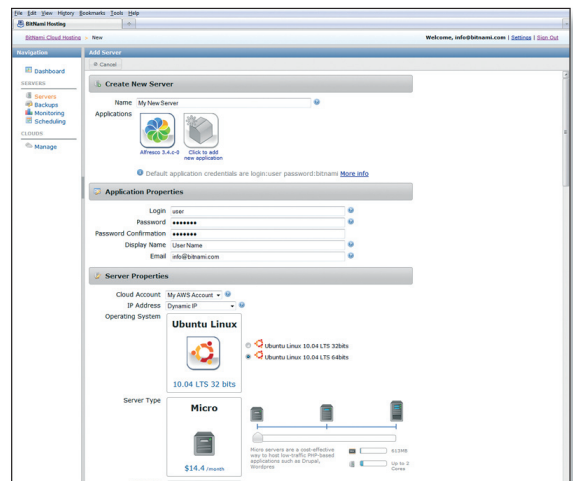 File Edit View History Bookmarks Tools Help
BitNami Hosting
BitNami Cloud Hosting > New
Welcome, info@bitnami.com | Settings | Sign Out
Navigation
Add Server
Cancel
Dashboard
SERVERS
Servers
Backups
Monitoring
Scheduling
CLOUDS
Manage
Create New Server
Name My New Server
Applications
Alfresco 3.4.c-0
Click to add
new application
Default application credentials are login:user password:bitnami More info
Application Properties
Login user
Password •••••••
Password Confirmation •••••••
Display Name User Name
Email info@bitnami.com
Server Properties
Cloud Account My AWS Account
IP Address Dynamic IP
Operating System
Ubuntu Linux
10.04 LTS 32 bits
Ubuntu Linux 10.04 LTS 32bits
Ubuntu Linux 10.04 LTS 64bits
Server Type
Micro
$14.4 /month
Micro servers are a cost-effective
way to host low-traffic PHP-based
applications such as Drupal,
Wordpres
613MB
Up to 2
Cores